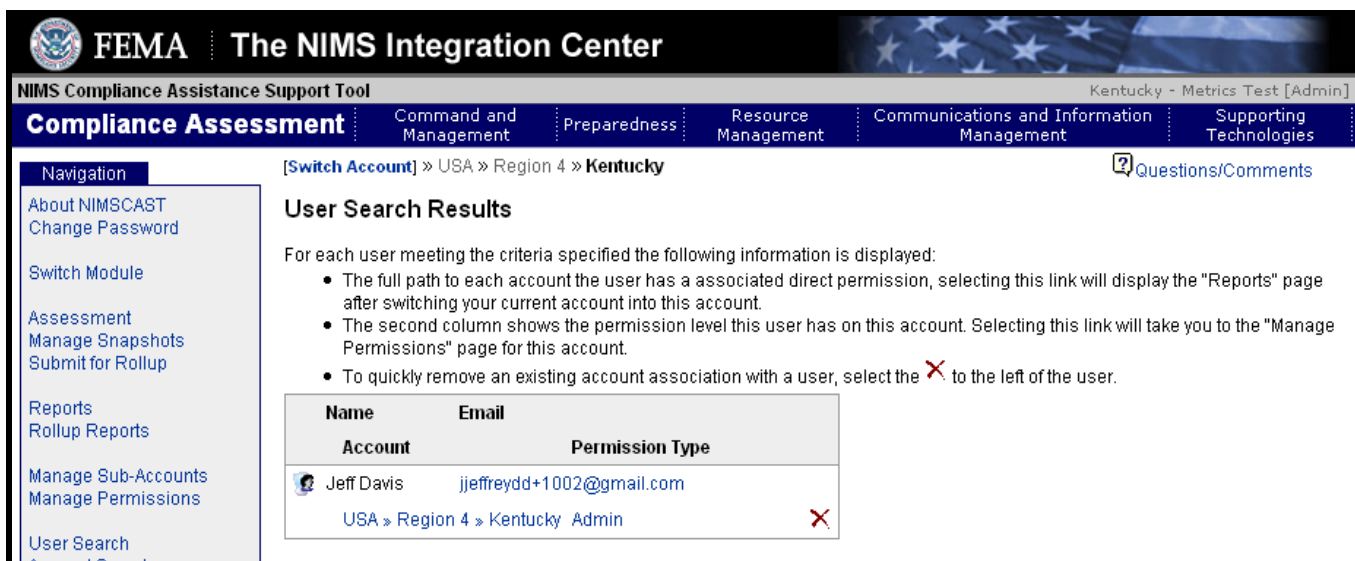 FEMA The NIMS Integration Center
NIMS Compliance Assistance Support Tool Kentucky - Metrics Test [Admin]
Compliance Assessment Command and Management Preparedness Resource Management Communications and Information Management Supporting Technologies
Navigation
About NIMSCAST
Change Password
Switch Module
Assessment
Manage Snapshots
Submit for Rollup
Reports
Rollup Reports
Manage Sub-Accounts
Manage Permissions
User Search
[Switch Account] » USA » Region 4 » Kentucky
Questions/Comments
User Search Results
For each user meeting the criteria specified the following information is displayed:
• The full path to each account the user has a associated direct permission, selecting this link will display the "Reports" page
after switching your current account into this account.
• The second column shows the permission level this user has on this account. Selecting this link will take you to the "Manage
Permissions" page for this account.
• To quickly remove an existing account association with a user, select the X to the left of the user.
Name Email
Account Permission Type
Jeff Davis jjeffreydd+1002@gmail.com
USA » Region 4 » Kentucky Admin